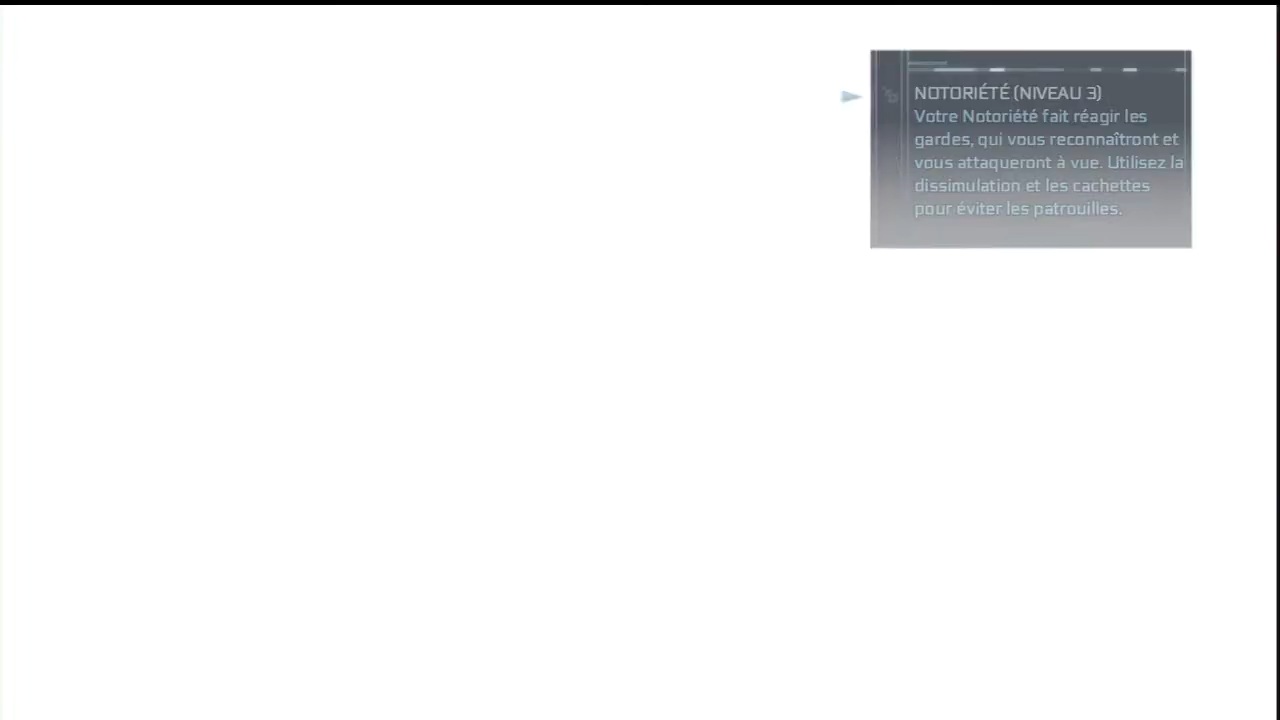 NOTORIÉTÉ (NIVEAU 3)
Votre Notoriété fait réagir les
gardes, qui vous reconnaîtront et
vous attaqueront à vue. Utilisez la
dissimulation et les cachettes
pour éviter les patrouilles.